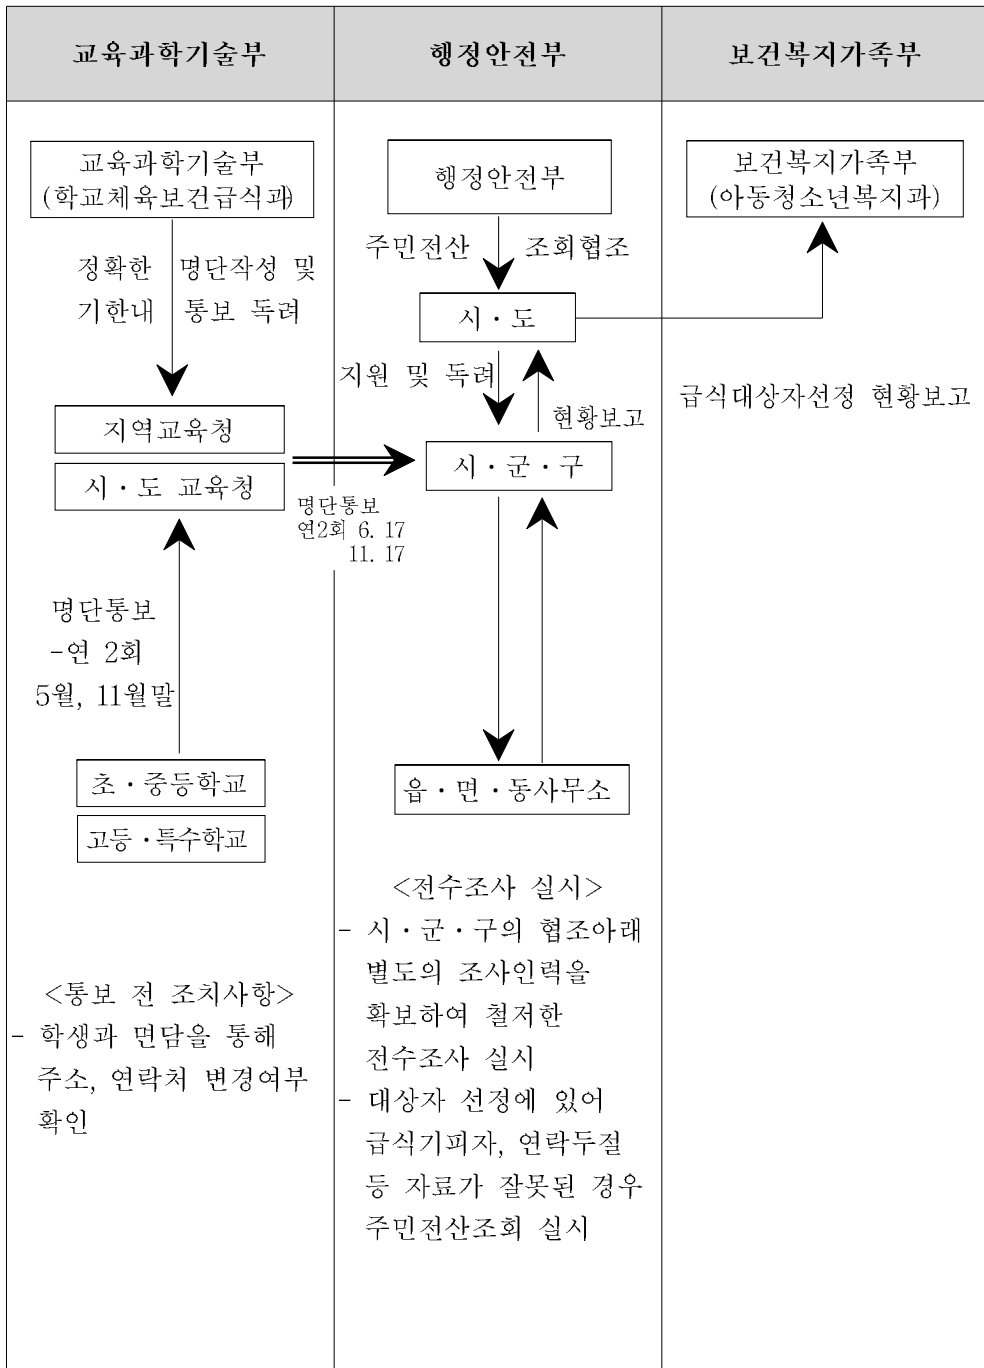 교육과학기술부
행정안전부
보건복지가족부
교육과학기술부
(학교체육보건급식과)
정확한 명단작성 및
기한내 통보 독려
지역교육청
시·도 교육청
명단통보
-연 2회
5월, 11월말
초·중등학교
고등·특수학교
<통보 전 조치사항>
- 학생과 면담을 통해
주소, 연락처 변경여부
확인
명단통보
연2회 6. 17
11. 17
행정안전부
주민전산 조회협조
시·도
지원 및 독려
현황보고
시·군·구
읍·면·동사무소
<전수조사 실시>
- 시·군·구의 협조아래
별도의 조사인력을
확보하여 철저한
전수조사 실시
- 대상자 선정에 있어
급식기피자, 연락두절
등 자료가 잘못된 경우
주민전산조회 실시
보건복지가족부
(아동청소년복지과)
급식대상자선정 현황보고